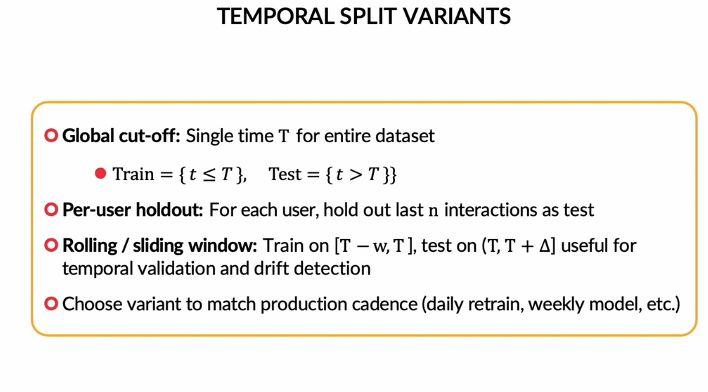 TEMPORAL SPLIT VARIANTS
Global cut-off: Single time T for entire dataset
Train = { t ≤ T }, Test = { t > T }}
Per-user holdout: For each user, hold out last n interactions as test
Rolling / sliding window: Train on [T − w, T ], test on (T, T + Δ] useful for
temporal validation and drift detection
Choose variant to match production cadence (daily retrain, weekly model, etc.)